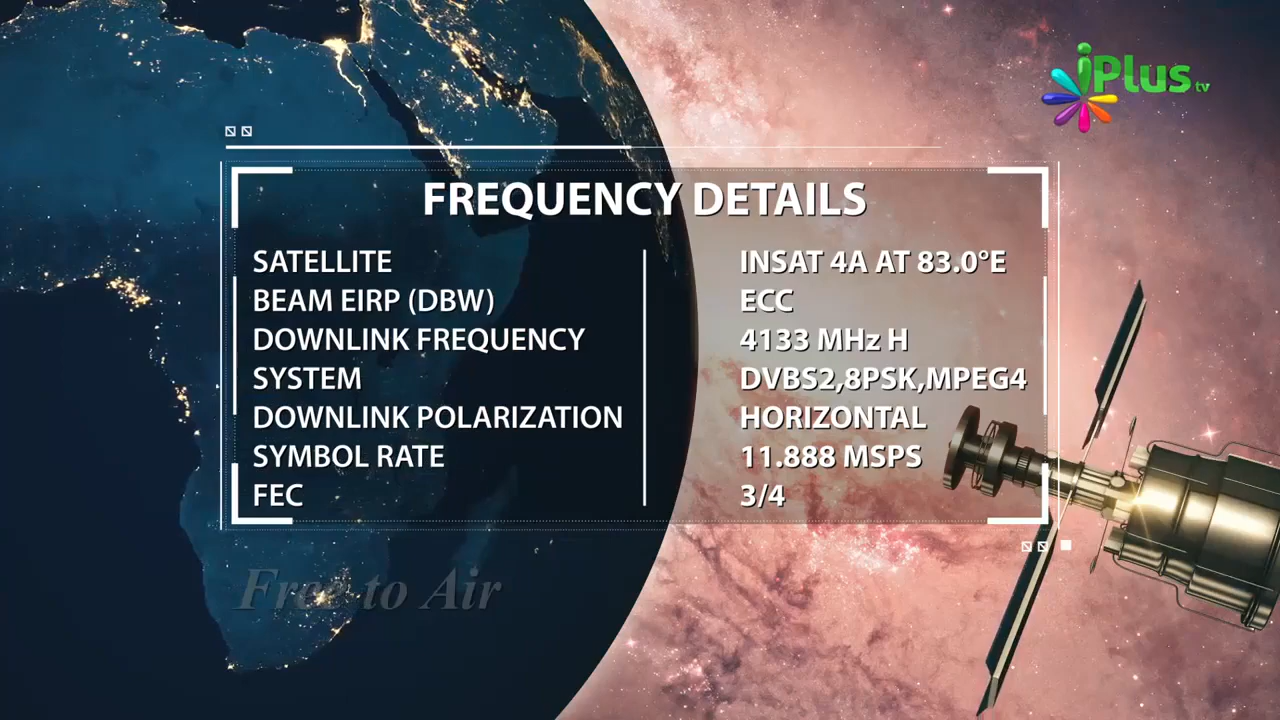 iPlus tv
FREQUENCY DETAILS
SATELLITE INSAT 4A AT 83.0°E
BEAM EIRP (DBW) ECC
DOWNLINK FREQUENCY 4133 MHz H
SYSTEM DVBS2,8PSK,MPEG4
DOWNLINK POLARIZATION HORIZONTAL
SYMBOL RATE 11.888 MSPS
FEC 3/4
Free to Air